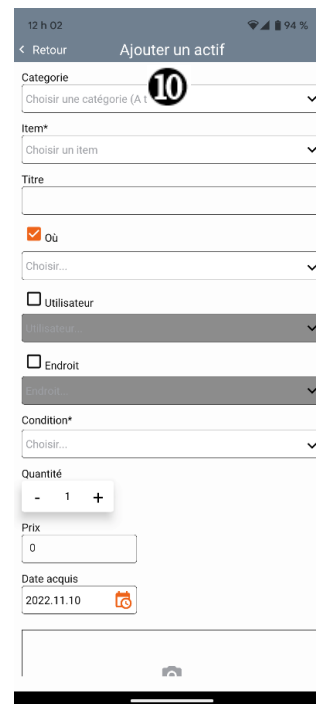 12 h 02 94 %
< Retour Ajouter un actif
Categorie
10
Choisir une catégorie (A t
Item*
Choisir un item
Titre
Où
Choisir...
Utilisateur
Utilisateur...
Endroit
Endroit...
Condition*
Choisir...
Quantité
- 1 +
Prix
0
Date acquis
2022.11.10